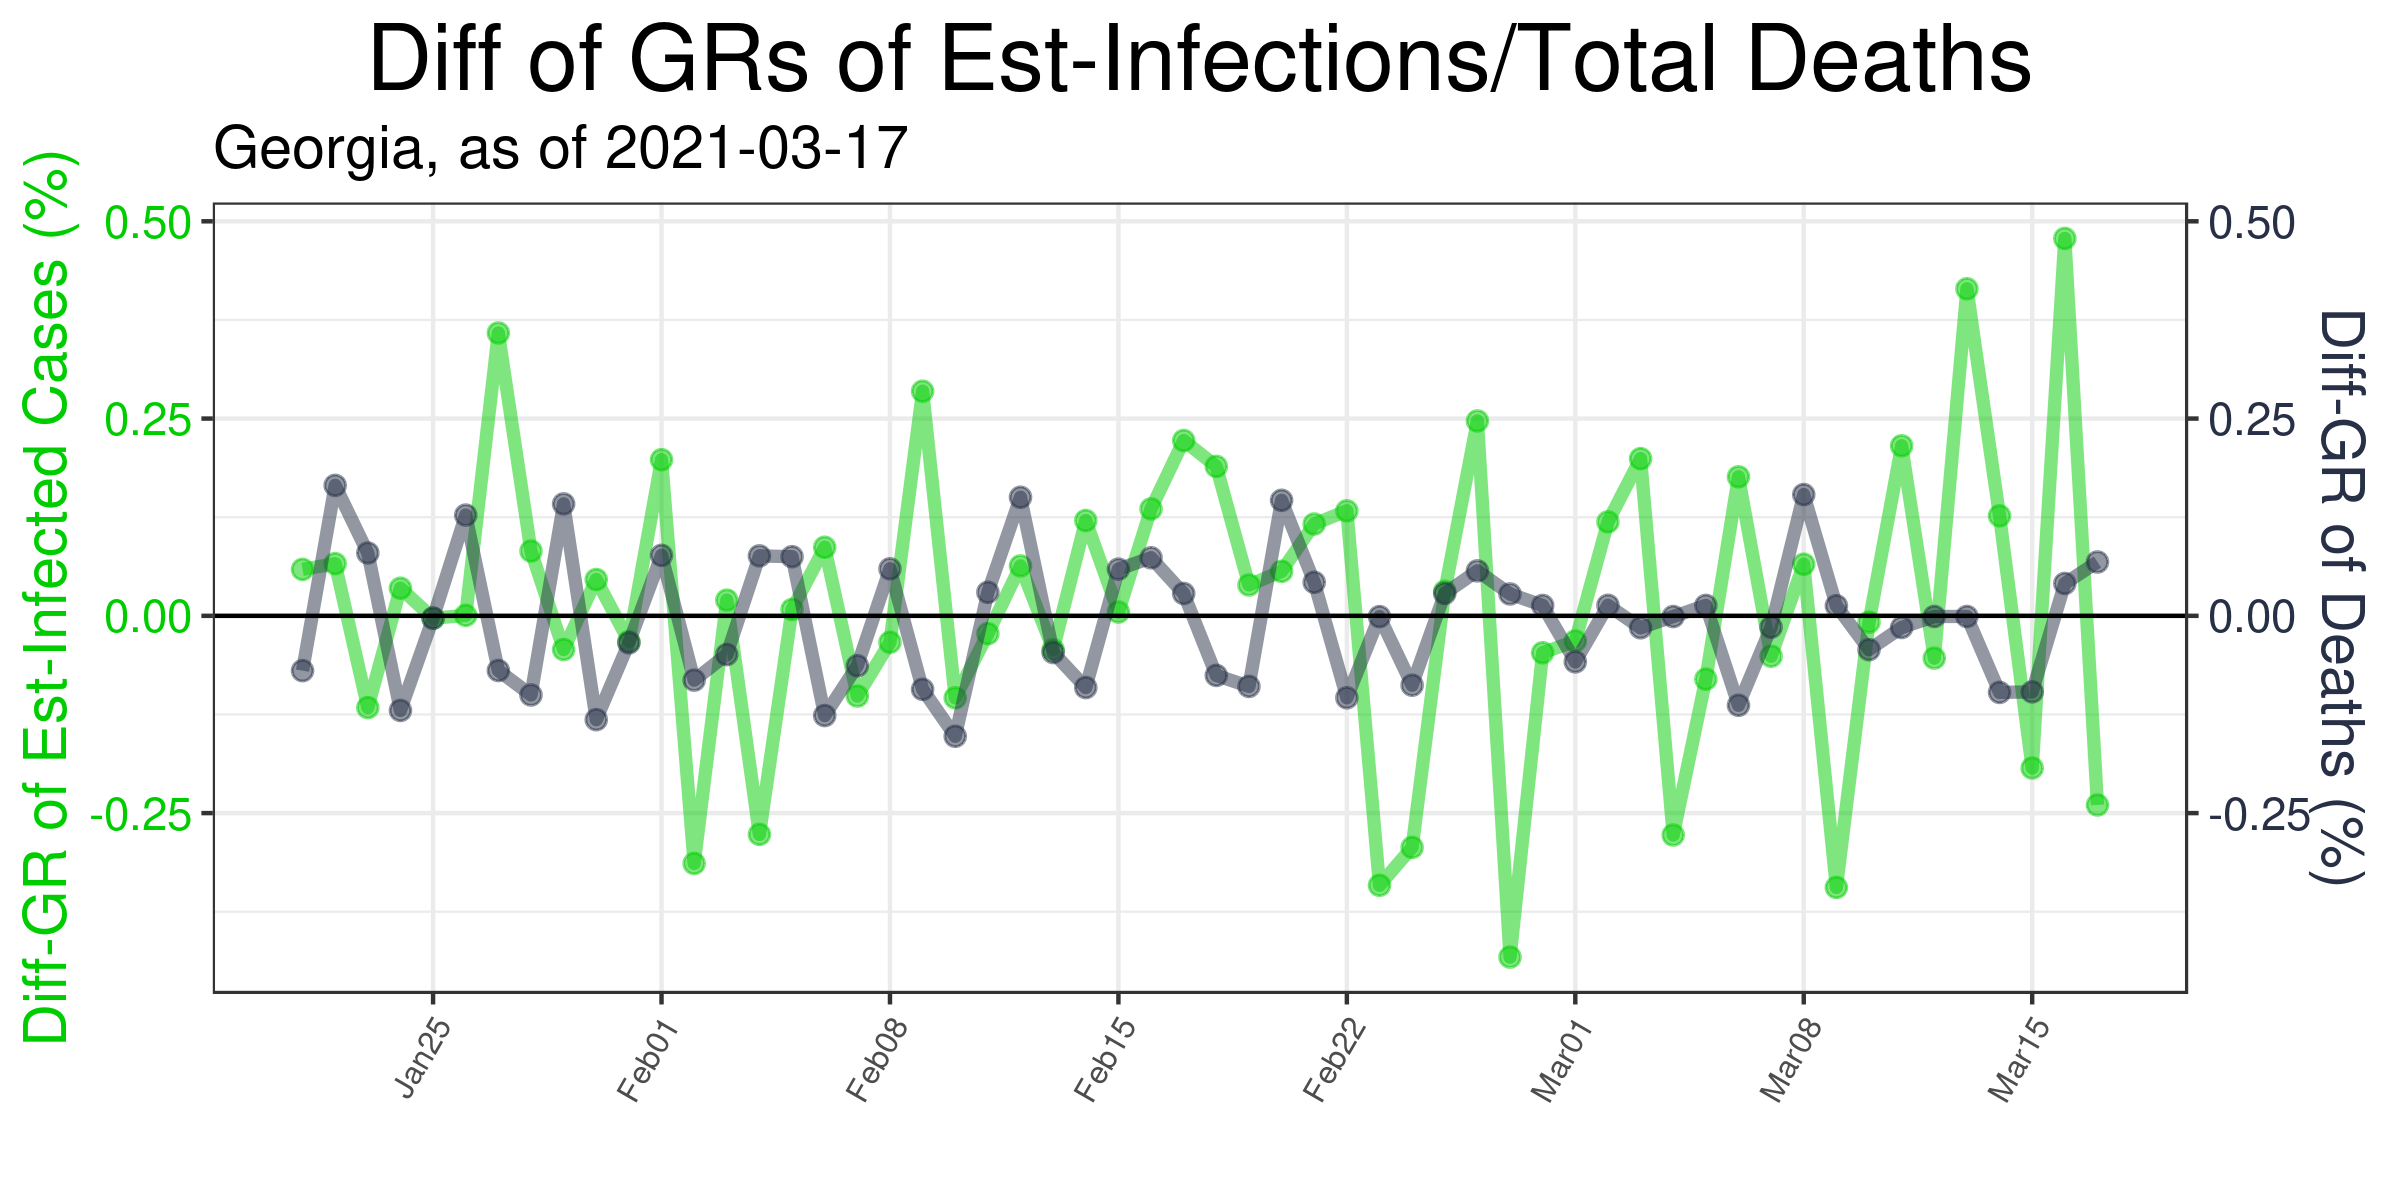 Diff of GRs of Est-Infections/Total Deaths
Georgia, as of 2021-03-17
Diff-GR of Est-Infected Cases (%)
0.50
0.25
0.00
-0.25
0.50
0.25
0.00
-0.25
Diff-GR of Deaths (%)
Jan25
Feb01
Feb08
Feb15
Feb22
Mar01
Mar08
Mar15